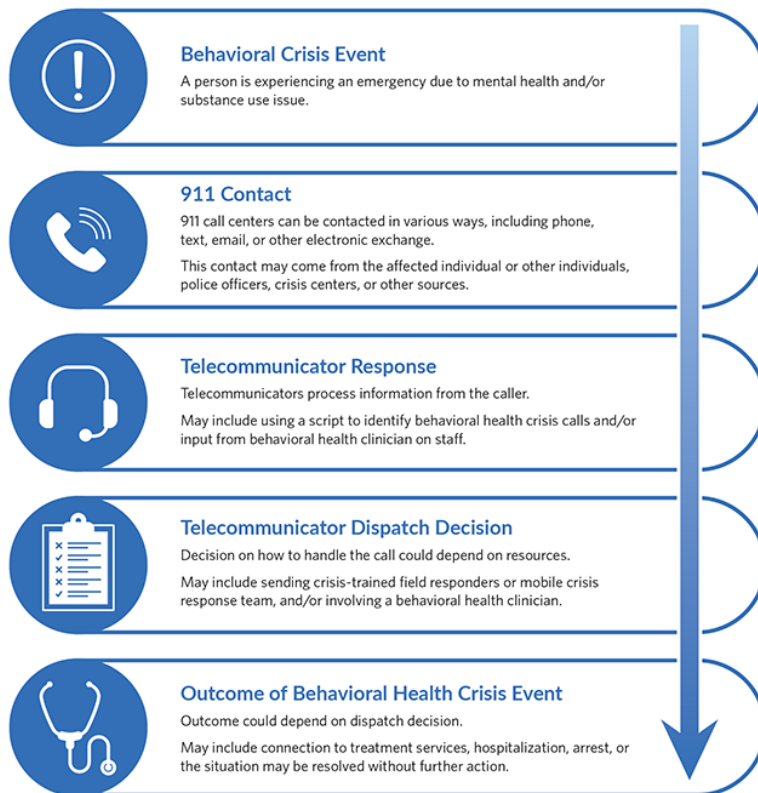 Behavioral Crisis Event
A person is experiencing an emergency due to mental health and/or
substance use issue.
911 Contact
911 call centers can be contacted in various ways, including phone,
text, email, or other electronic exchange.
This contact may come from the affected individual or other individuals,
police officers, crisis centers, or other sources.
Telecommunicator Response
Telecommunicators process information from the caller.
May include using a script to identify behavioral health crisis calls and/or
input from behavioral health clinician on staff.
Telecommunicator Dispatch Decision
Decision on how to handle the call could depend on resources.
May include sending crisis-trained field responders or mobile crisis
response team, and/or involving a behavioral health clinician.
Outcome of Behavioral Health Crisis Event
Outcome could depend on dispatch decision.
May include connection to treatment services, hospitalization, arrest, or
the situation may be resolved without further action.